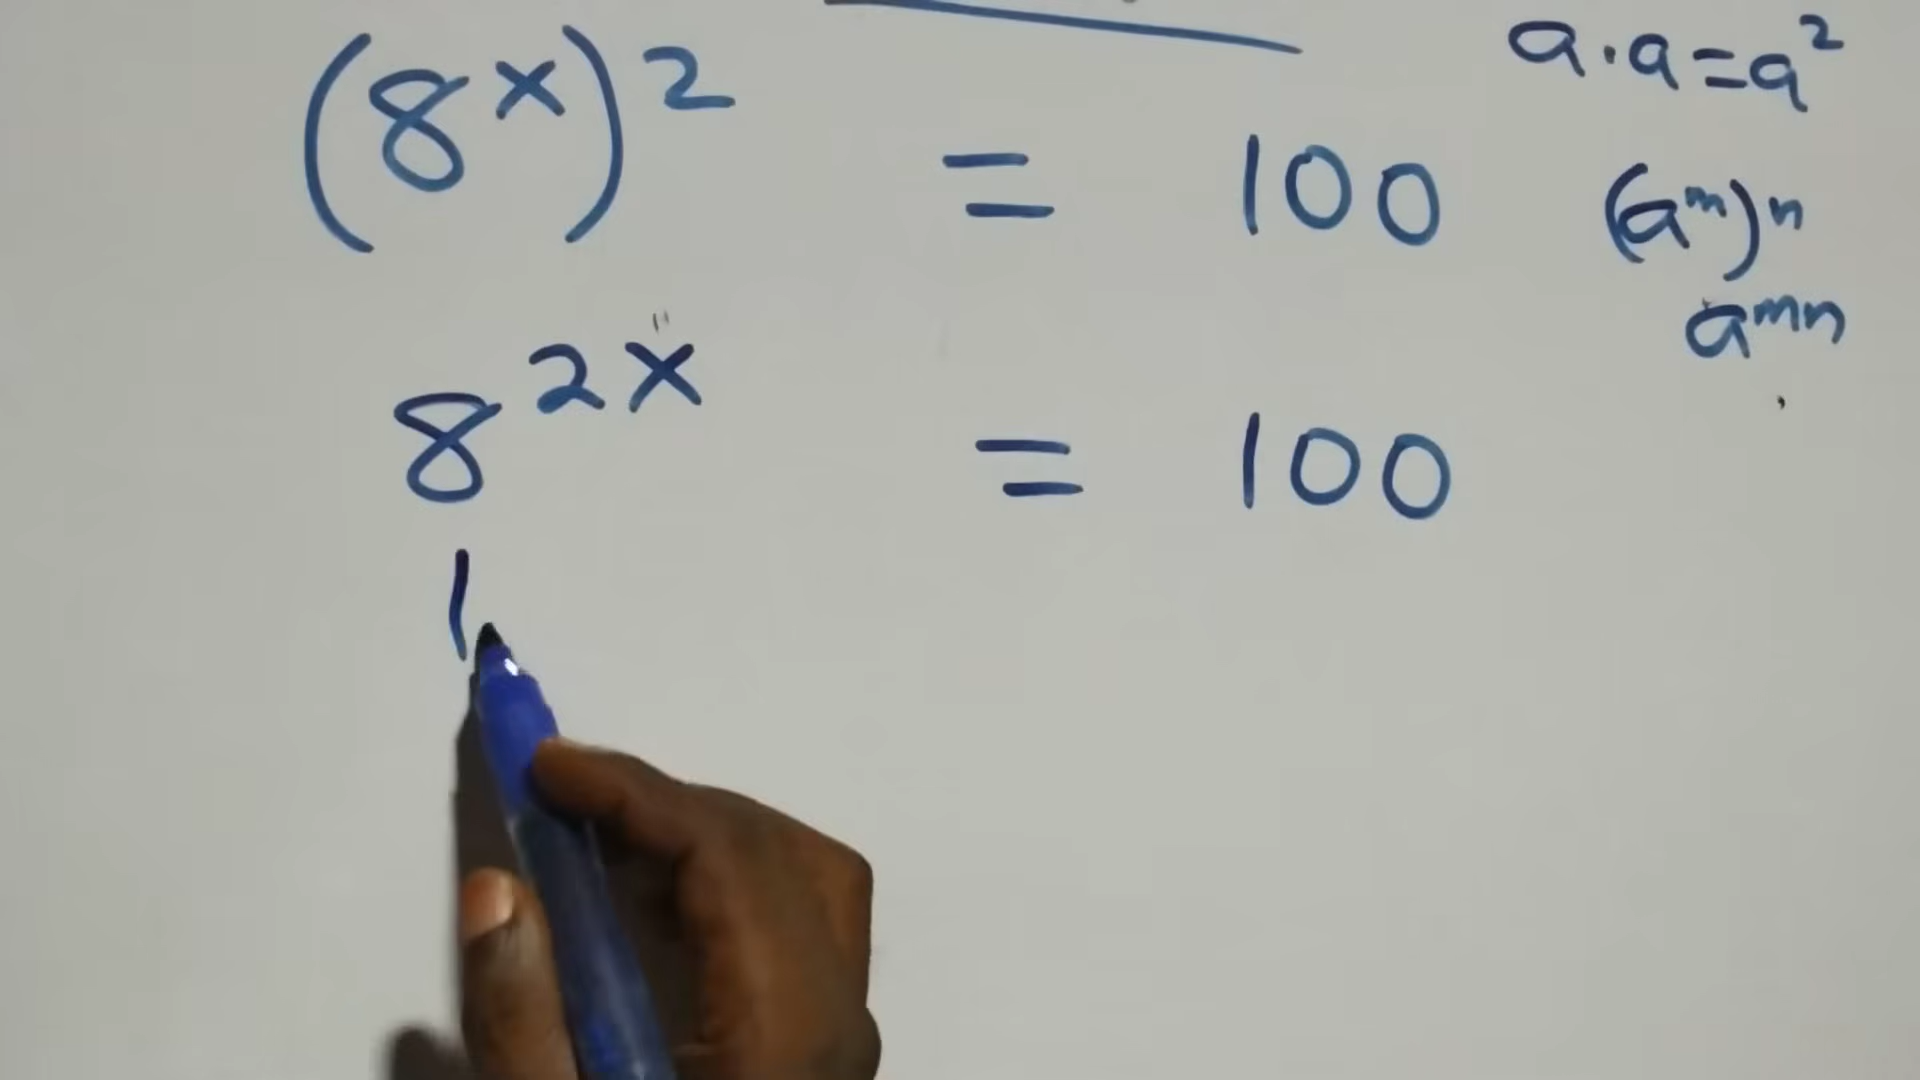 (8^x)^2 = 100
8^{2x} = 100
l
a·a=a^2
(a^m)^n
a^{mn}